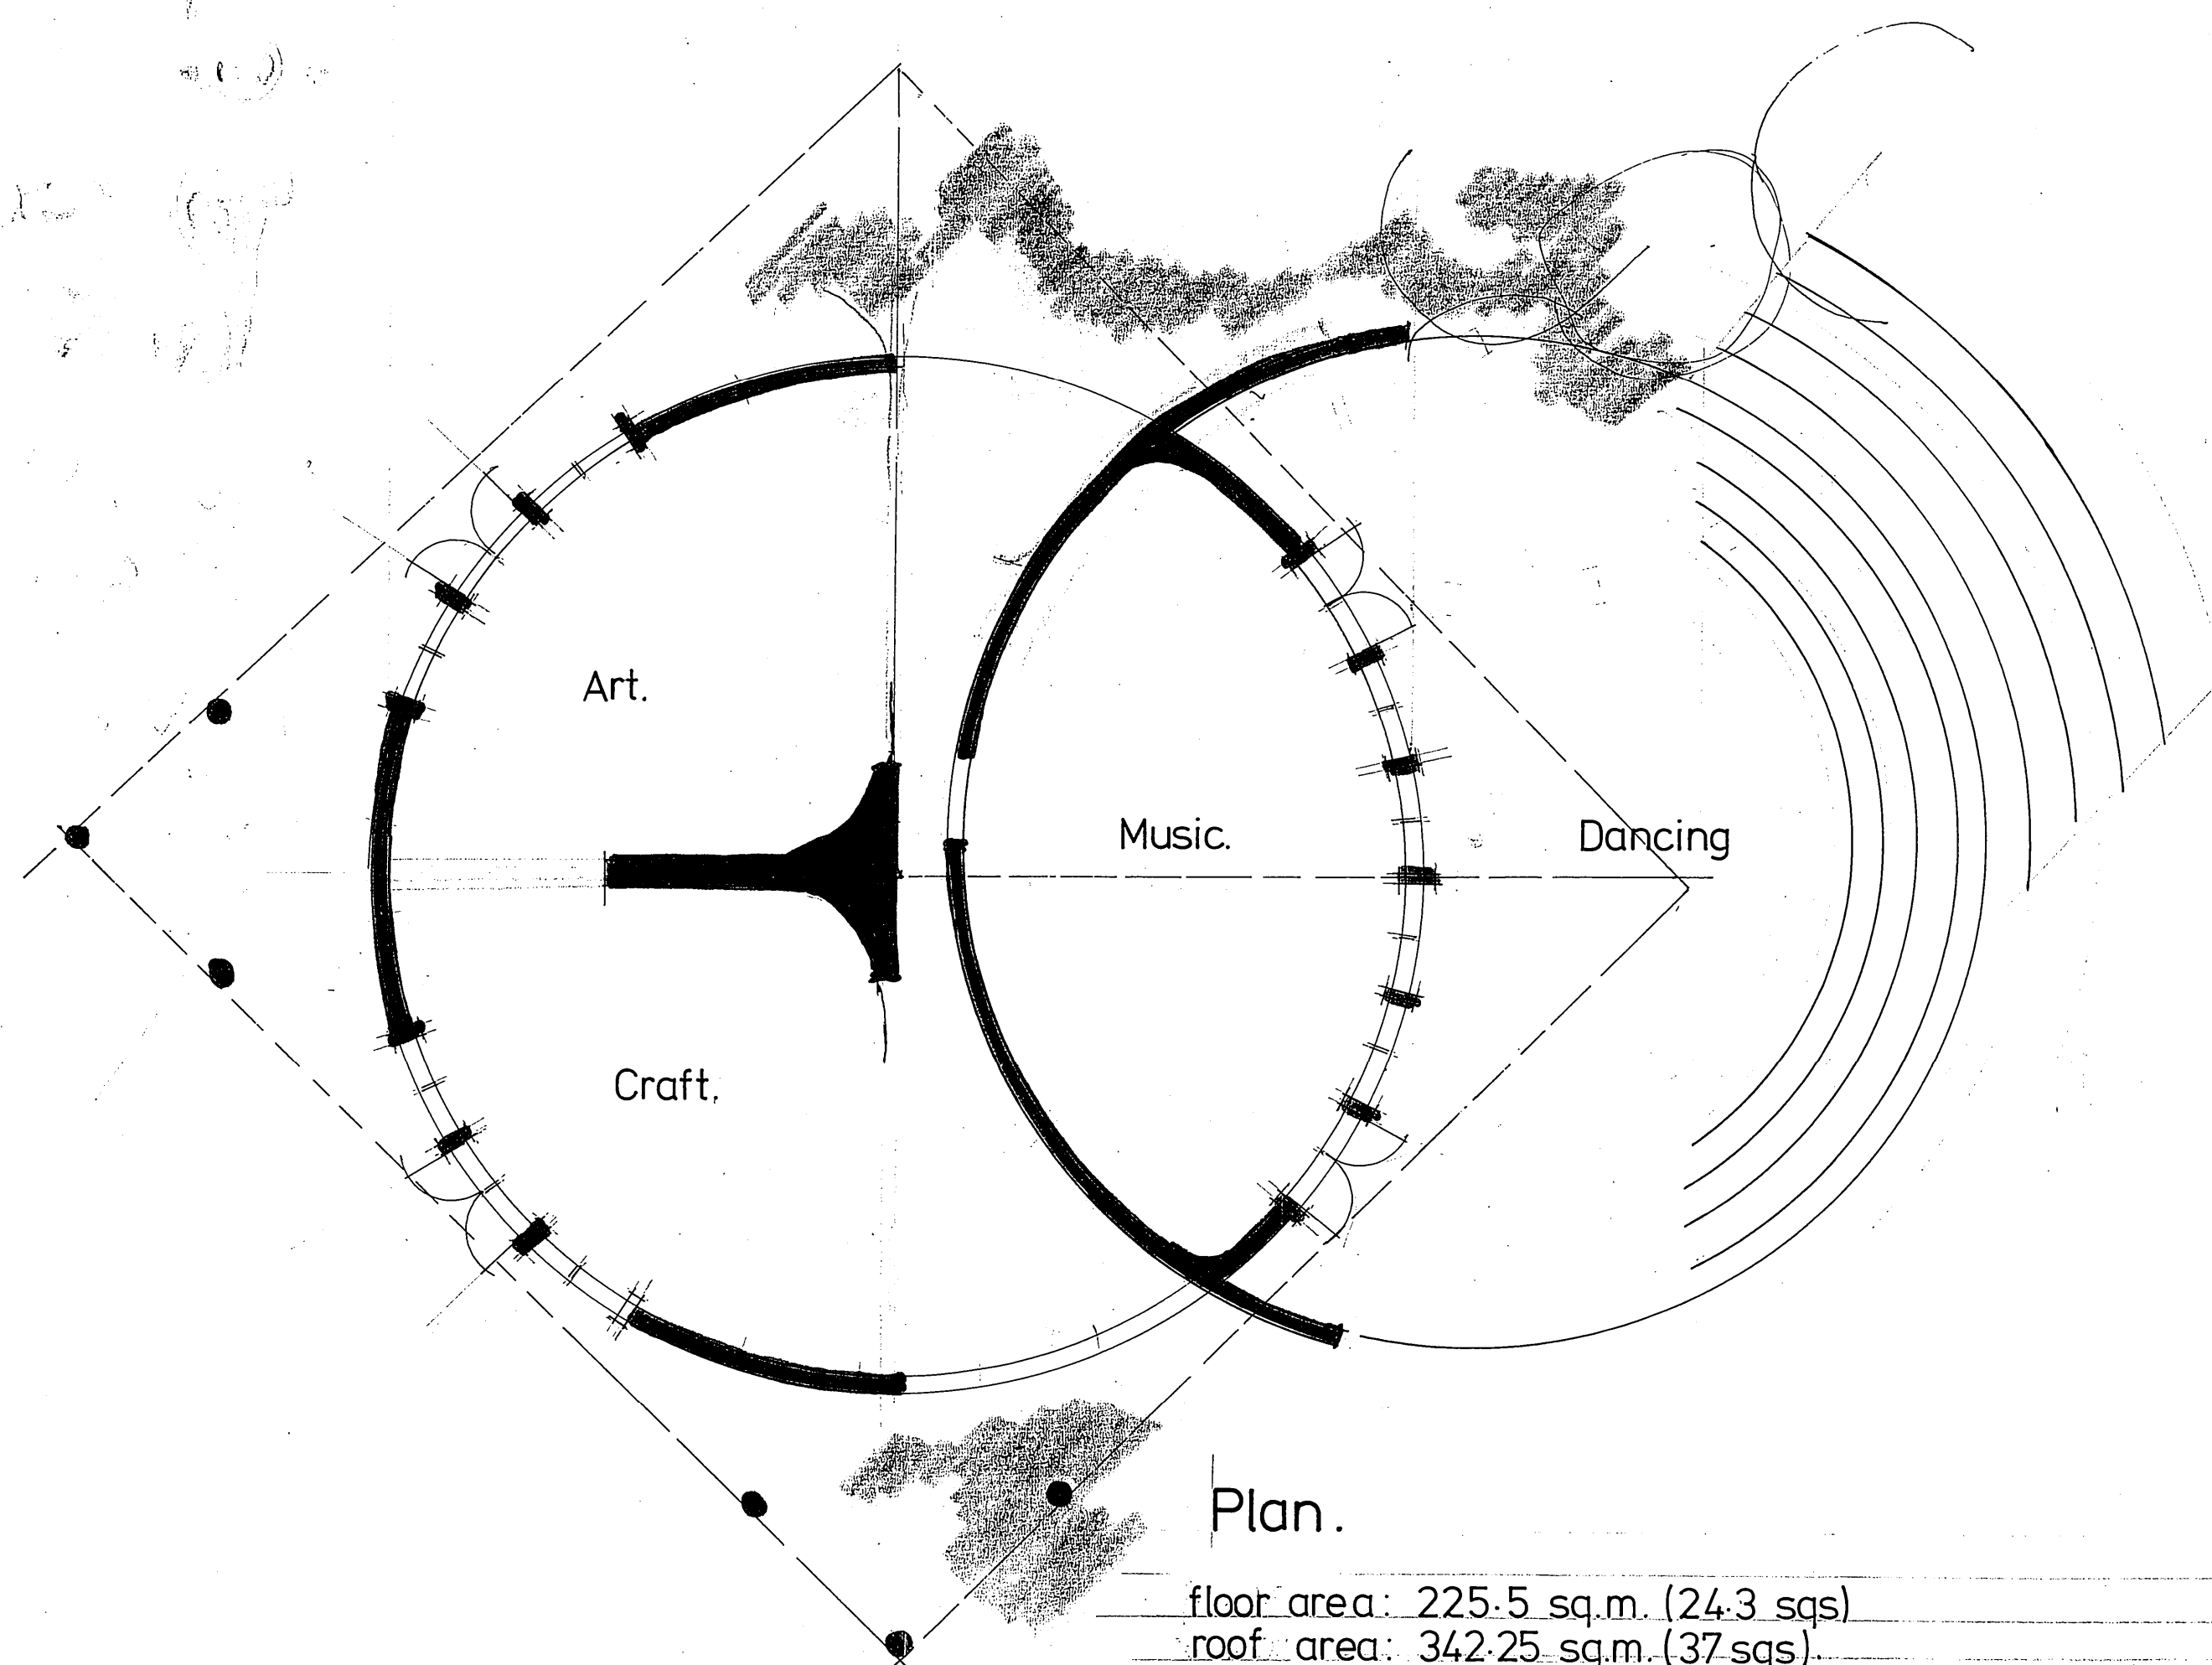 Art.
Music.
Dancing
Craft.
Plan.
floor area: 225.5 sq.m. (24.3 sqs)
roof area: 342.25 sq.m. (37 sqs).